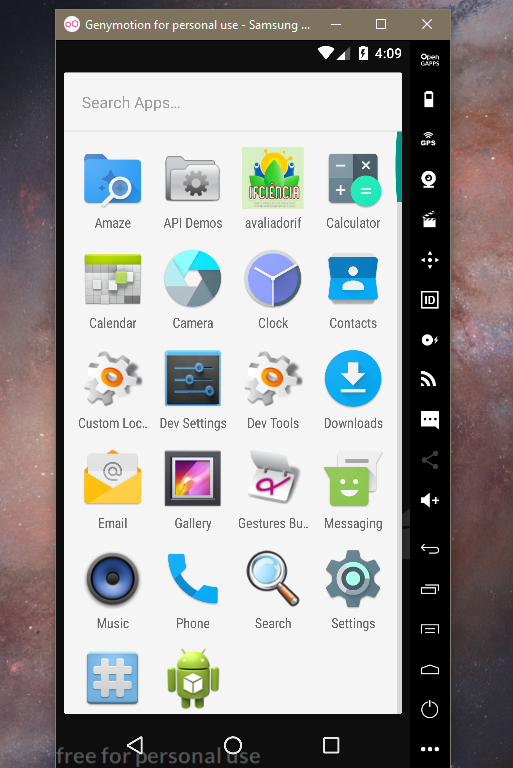 Genymotion for personal use - Samsung ...
4:09
Open
GAPPS
Search Apps...
GPS
IFCIÊNCIA
Amaze
API Demos
avaliadorif
Calculator
Calendar
Camera
Clock
Contacts
ID
Custom Loc..
Dev Settings
Dev Tools
Downloads
Email
Gallery
Gestures Bu..
Messaging
Music
Phone
Search
Settings
free for personal use